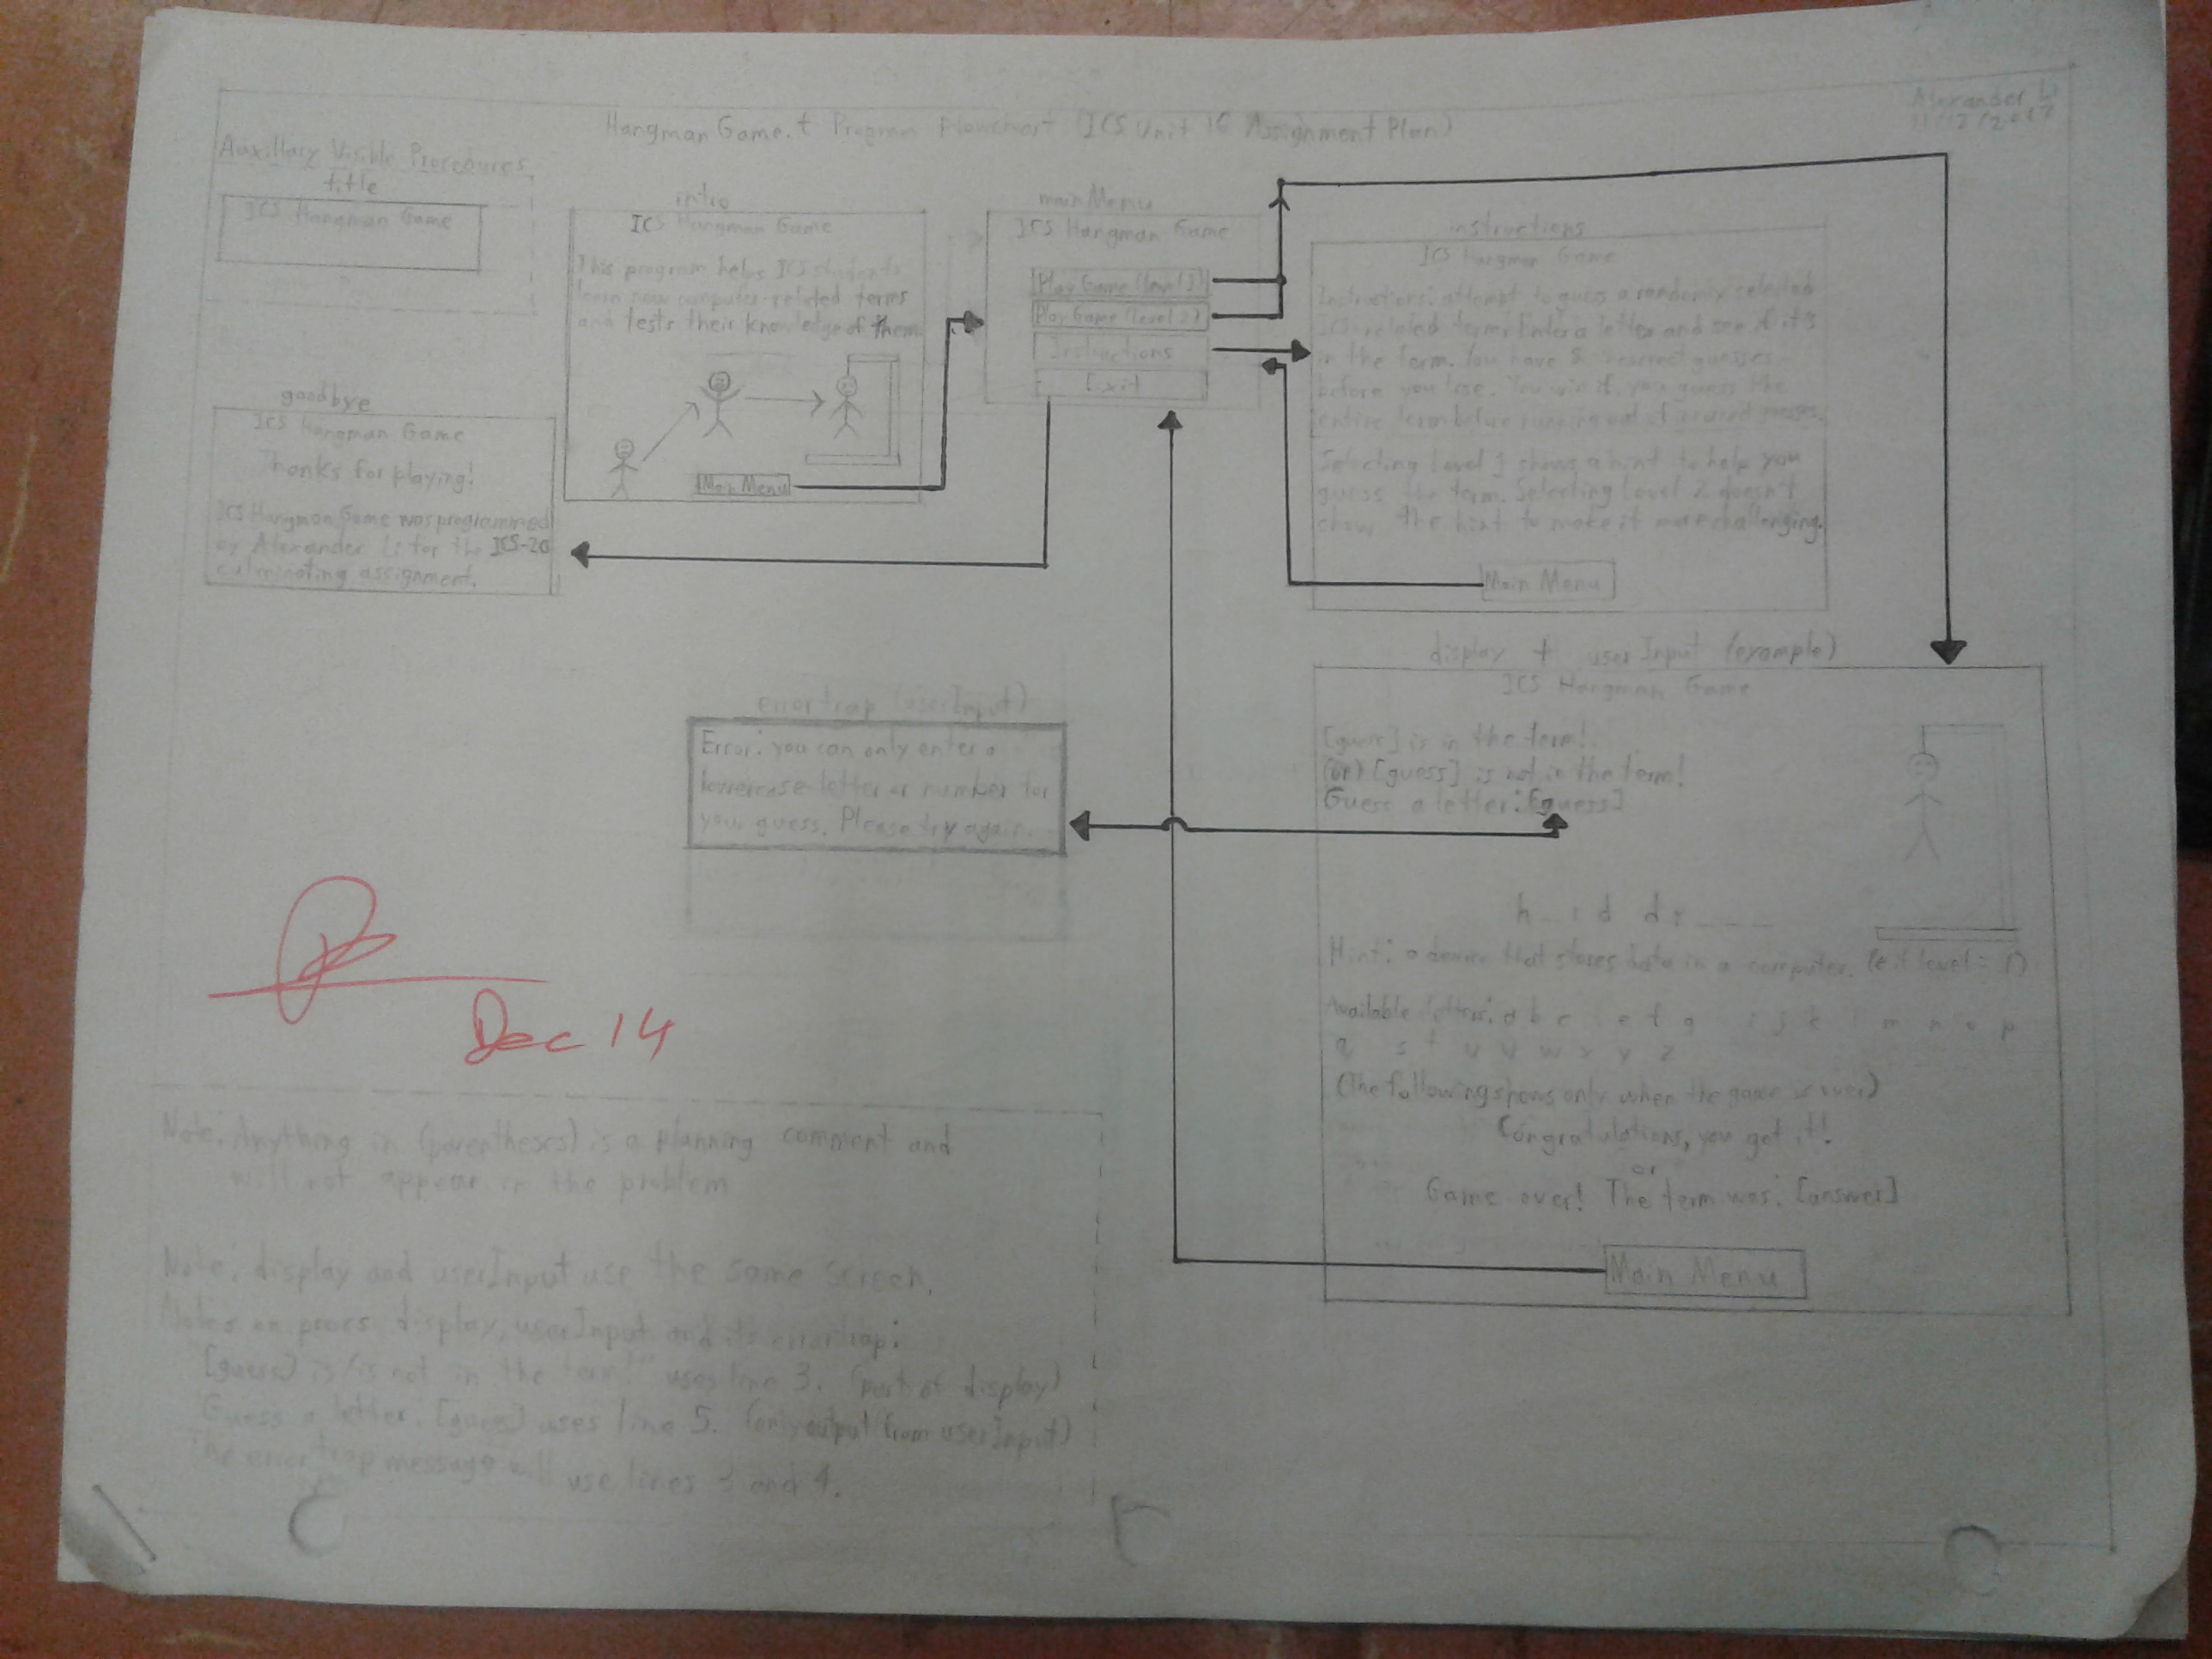 Alexander Li
11/12/2017
HangmanGame.t Program Flowchart (ICS Unit 16 Assignment Plan)
Auxillary Visible Procedures
title
ICS Hangman Game
intro
ICS Hangman Game
This program helps ICS students
learn new computer-related terms
and tests their knowledge of them.
Main Menu
mainMenu
ICS Hangman Game
Play Game (level 1)
Play Game (level 2)
Instructions
Exit
instructions
ICS Hangman Game
Instructions: attempt to guess a randomly selected
ICS-related term. Enter a letter and see if it's
in the term. You have 8 incorrect guesses
before you lose. You win if you guess the
entire term before running out of guesses.
Selecting Level 1 shows a hint to help you
guess the term. Selecting Level 2 doesn't
show the hint to make it more challenging.
Main Menu
goodbye
ICS Hangman Game
Thanks for playing!
ICS Hangman Game was programmed
by Alexander Li for the ICS-20
culminating assignment.
errortrap (userInput)
Error: you can only enter a
lowercase letter or number for
your guess. Please try again.
display + userInput (example)
ICS Hangman Game
[guess] is in the term!
(or) [guess] is not in the term!
Guess a letter: [guess]
h _ r d d r _ _ _
Hint: a device that stores data in a computer. (if level = 1)
Available letters: a b c e f g i j k l m n o p
q s t u v w x y z
(The following shows only when the game is over)
Congratulations, you got it!
or
Game over! The term was: [answer]
Main Menu
Dec 14
Note: Anything in (parentheses) is a planning comment and
will not appear in the problem
Note: display and userInput use the same screen.
Notes on procs display, userInput and its errortrap:
"[guess] is/is not in the term!" uses line 3. (part of display)
"Guess a letter: [guess] uses line 5. (only output from userInput)
The errortrap message will use lines 3 and 4.